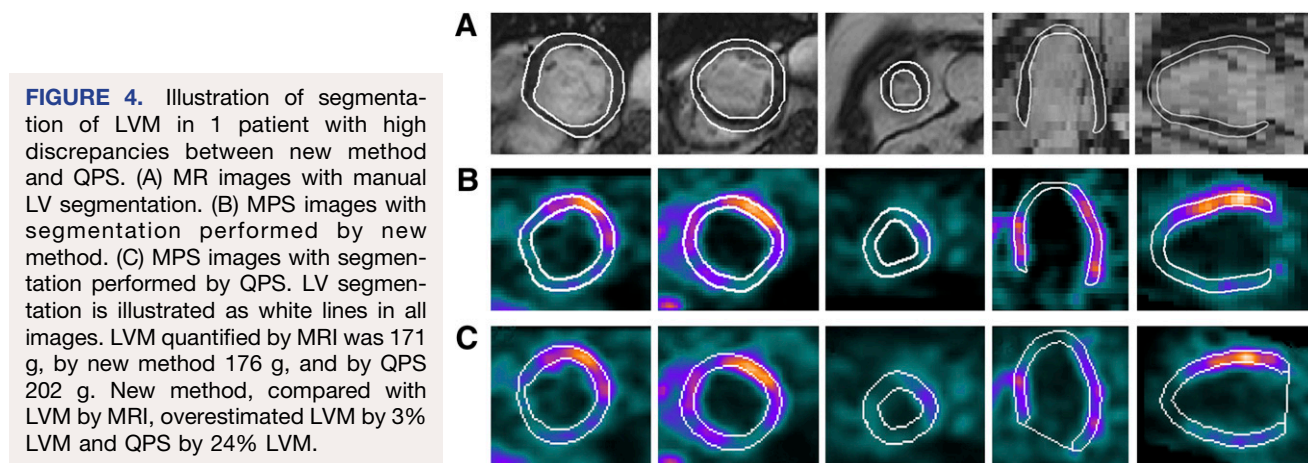 FIGURE 4. Illustration of segmenta-
tion of LVM in 1 patient with high
discrepancies between new method
and QPS. (A) MR images with manual
LV segmentation. (B) MPS images with
segmentation performed by new
method. (C) MPS images with segmen-
tation performed by QPS. LV segmen-
tation is illustrated as white lines in all
images. LVM quantified by MRI was 171
g, by new method 176 g, and by QPS
202 g. New method, compared with
LVM by MRI, overestimated LVM by 3%
LVM and QPS by 24% LVM.
A
B
C